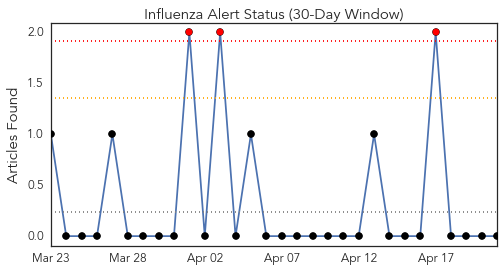 Influenza Alert Status (30-Day Window)
Articles Found
2.0
1.5
1.0
0.5
0.0
Mar 23 Mar 28 Apr 02 Apr 07 Apr 12 Apr 17